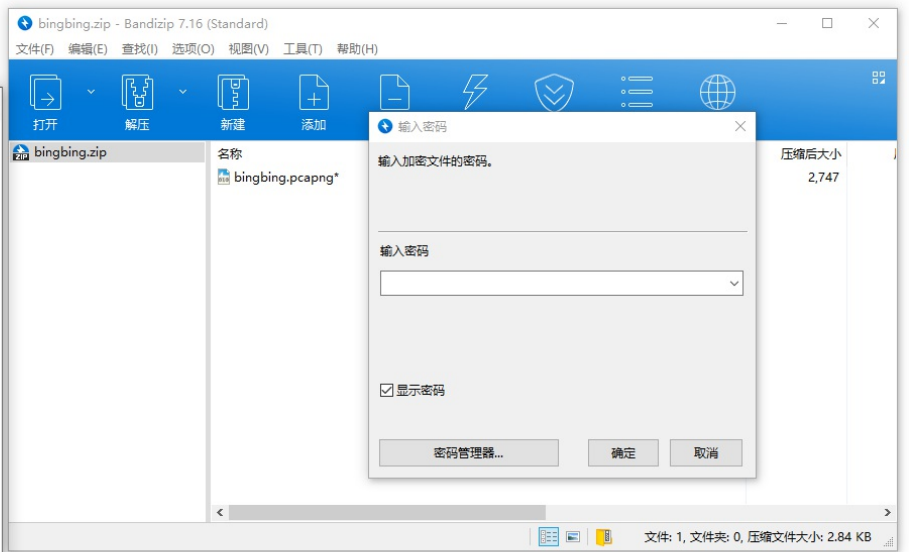 bingbing.zip - Bandizip 7.16 (Standard)
文件(F) 编辑(E) 查找(I) 选项(O) 视图(V) 工具(T) 帮助(H)
打开 解压 新建 添加
输入密码
bingbing.zip
名称
压缩后大小
bingbing.pcapng*
2,747
输入加密文件的密码。
输入密码
显示密码
密码管理器... 确定 取消
文件: 1, 文件夹: 0, 压缩文件大小: 2.84 KB